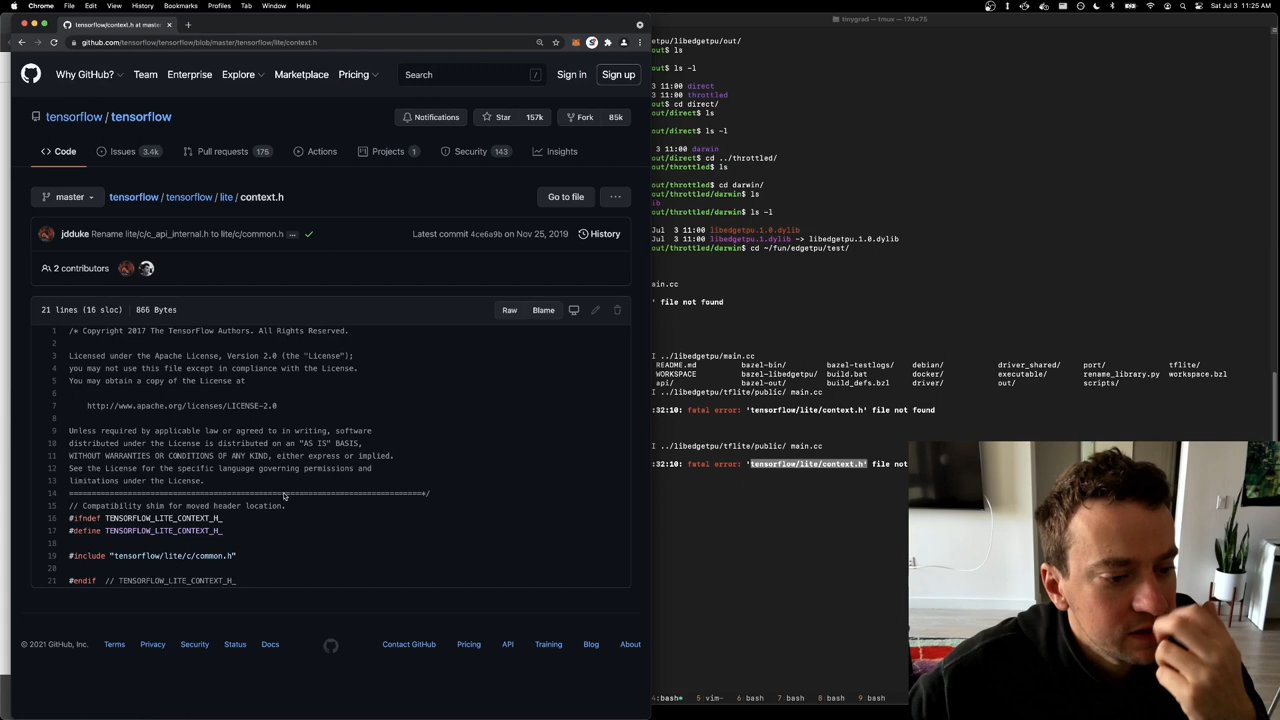 Chrome File Edit View History Bookmarks Profiles Tab Window Help
Sat Jul 3 11:25 AM
tensorflow/context.h at master
tinygrad — tmux — 174×75
github.com/tensorflow/tensorflow/blob/master/tensorflow/lite/context.h
Why GitHub? Team Enterprise Explore Marketplace Pricing
Search /
Sign in
Sign up
tensorflow / tensorflow
Notifications
Star 157k
Fork 85k
Code
Issues 3.4k
Pull requests 175
Actions
Projects 1
Security 143
Insights
master
tensorflow / tensorflow / lite / context.h
Go to file
...
jdduke Rename lite/c/c_api_internal.h to lite/c/common.h ...
Latest commit 4ce6a9b on Nov 25, 2019
History
2 contributors
21 lines (16 sloc) 866 Bytes
Raw
Blame
1 /* Copyright 2017 The TensorFlow Authors. All Rights Reserved.
2
3 Licensed under the Apache License, Version 2.0 (the "License");
4 you may not use this file except in compliance with the License.
5 You may obtain a copy of the License at
6
7 http://www.apache.org/licenses/LICENSE-2.0
8
9 Unless required by applicable law or agreed to in writing, software
10 distributed under the License is distributed on an "AS IS" BASIS,
11 WITHOUT WARRANTIES OR CONDITIONS OF ANY KIND, either express or implied.
12 See the License for the specific language governing permissions and
13 limitations under the License.
14 ==============================================================================*/
15 // Compatibility shim for moved header location.
16 #ifndef TENSORFLOW_LITE_CONTEXT_H_
17 #define TENSORFLOW_LITE_CONTEXT_H_
18
19 #include "tensorflow/lite/c/common.h"
20
21 #endif // TENSORFLOW_LITE_CONTEXT_H_
© 2021 GitHub, Inc. Terms Privacy Security Status Docs Contact GitHub Pricing API Training Blog About
getpu/libedgetpu/out/
out$ ls
out$ ls -l
3 11:00 direct
3 11:00 throttled
out$ cd direct/
out/direct$ ls
out/direct$ ls -l
3 11:00 darwin
out/direct$ cd ../throttled/
out/throttled$ ls
out/throttled$ cd darwin/
out/throttled/darwin$ ls
ib
out/throttled/darwin$ ls -l
Jul 3 11:00 libedgetpu.1.0.dylib
Jul 3 11:00 libedgetpu.1.dylib -> libedgetpu.1.0.dylib
out/throttled/darwin$ cd ~/fun/edgetpu/test/
ain.cc
' file not found
I ../libedgetpu/main.cc
README.md bazel-bin/ bazel-testlogs/ debian/ driver_shared/ port/ tflite/
WORKSPACE bazel-libedgetpu/ build.bat docker/ executable/ rename_library.py workspace.bzl
api/ bazel-out/ build_defs.bzl driver/ out/ scripts/
I ../libedgetpu/tflite/public/ main.cc
:32:10: fatal error: 'tensorflow/lite/context.h' file not found
I ../libedgetpu/tflite/public/ main.cc
:32:10: fatal error: 'tensorflow/lite/context.h' file not
4:bash* 5:vim- 6:bash 7 bash 8:bash 9:bash